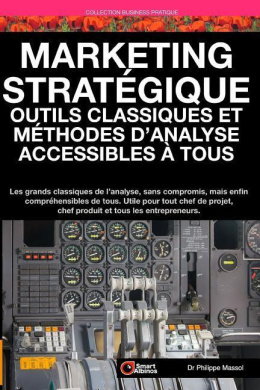 COLLECTION BUSINESS PRATIQUE
MARKETING
STRATÉGIQUE
OUTILS CLASSIQUES ET
MÉTHODES D'ANALYSE
ACCESSIBLES À TOUS
Les grands classiques de l'analyse, sans compromis, mais enfin
compréhensibles de tous. Utile pour tout chef de projet,
chef produit et tous les entrepreneurs.
Smart
Albinos
Dr Philippe Massol